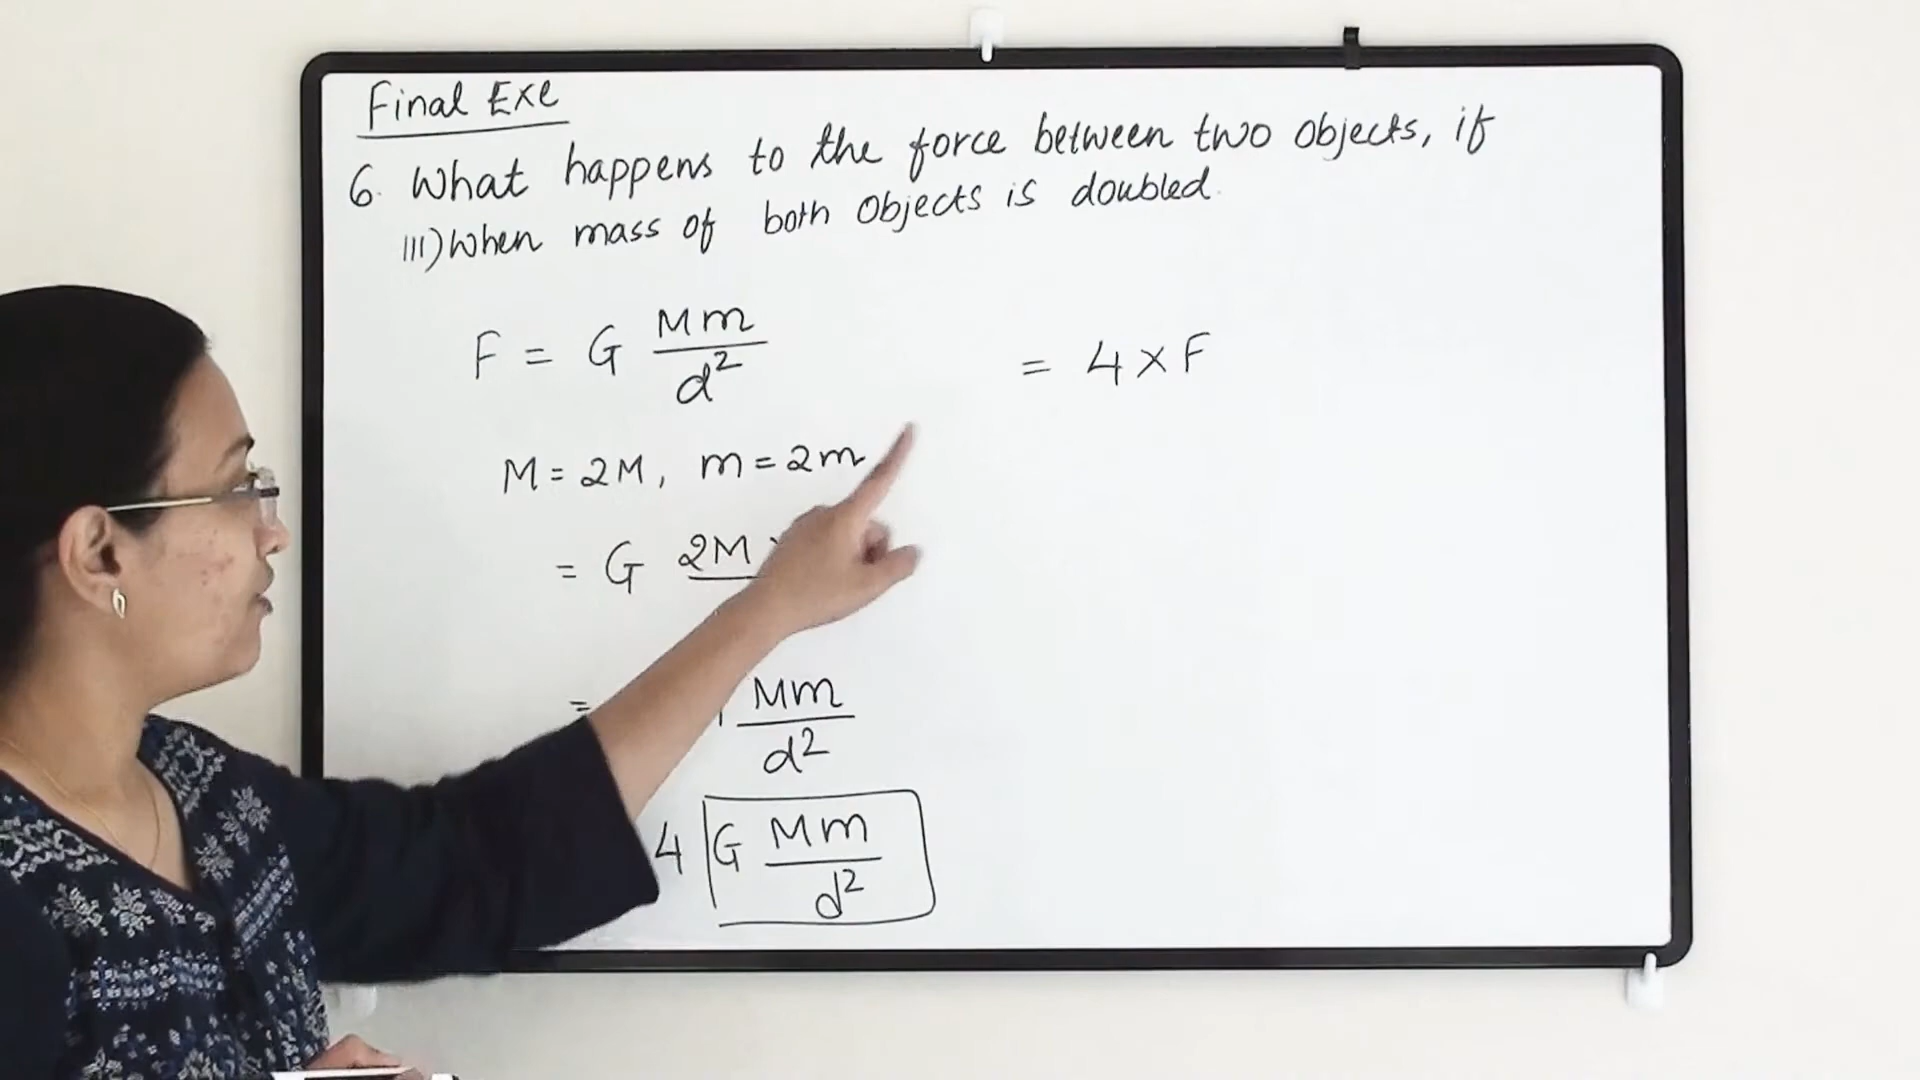 Final Exe
6. What happens to the force between two objects, if
III) When mass of both objects is doubled.
F = G Mm/d²
M = 2M, m = 2m
= G 2M
= Mm/d²
4 G Mm/d²
= 4 × F